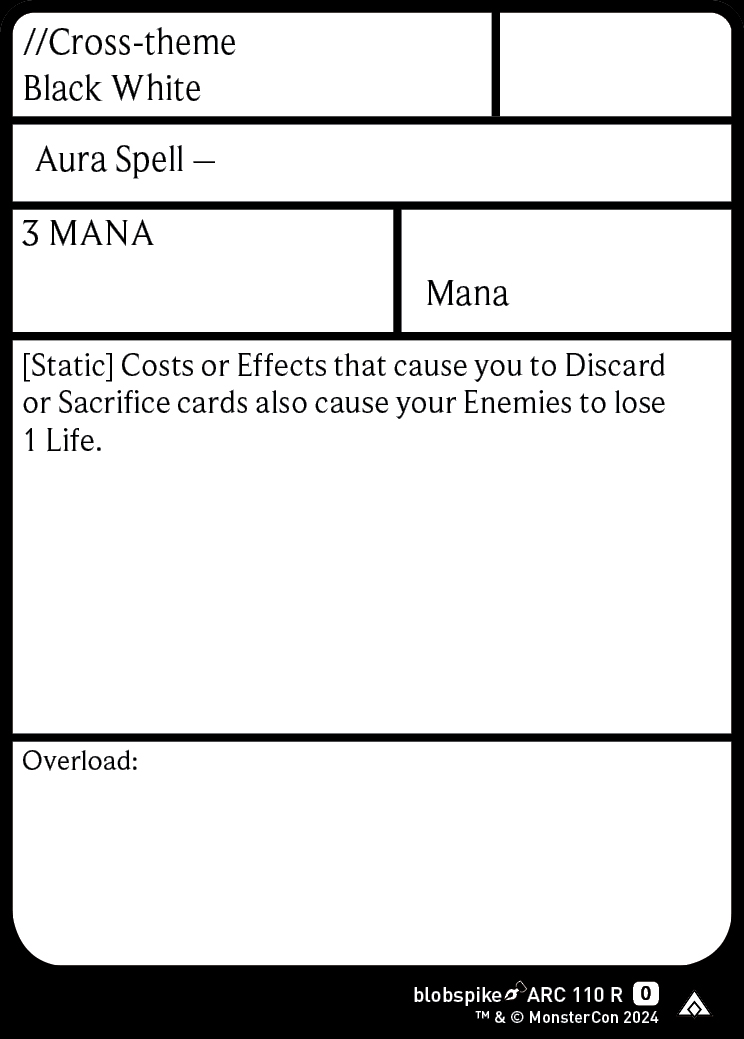 //Cross-theme
Black White
Aura Spell –
3 MANA
Mana
[Static] Costs or Effects that cause you to Discard
or Sacrifice cards also cause your Enemies to lose
1 Life.
Overload:
blobspike ARC 110 R 0
™ & © MonsterCon 2024